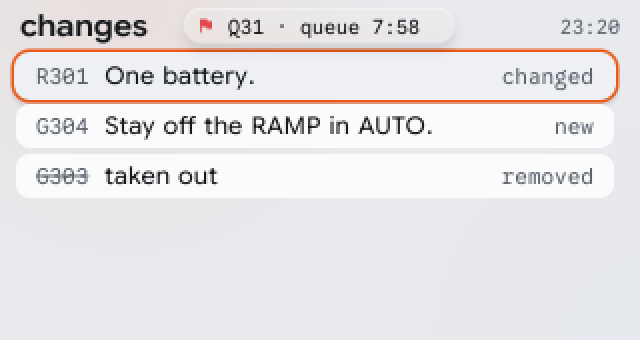 changes Q31 · queue 7:58 23:20
R301 One battery. changed
G304 Stay off the RAMP in AUTO. new
G303 taken out removed